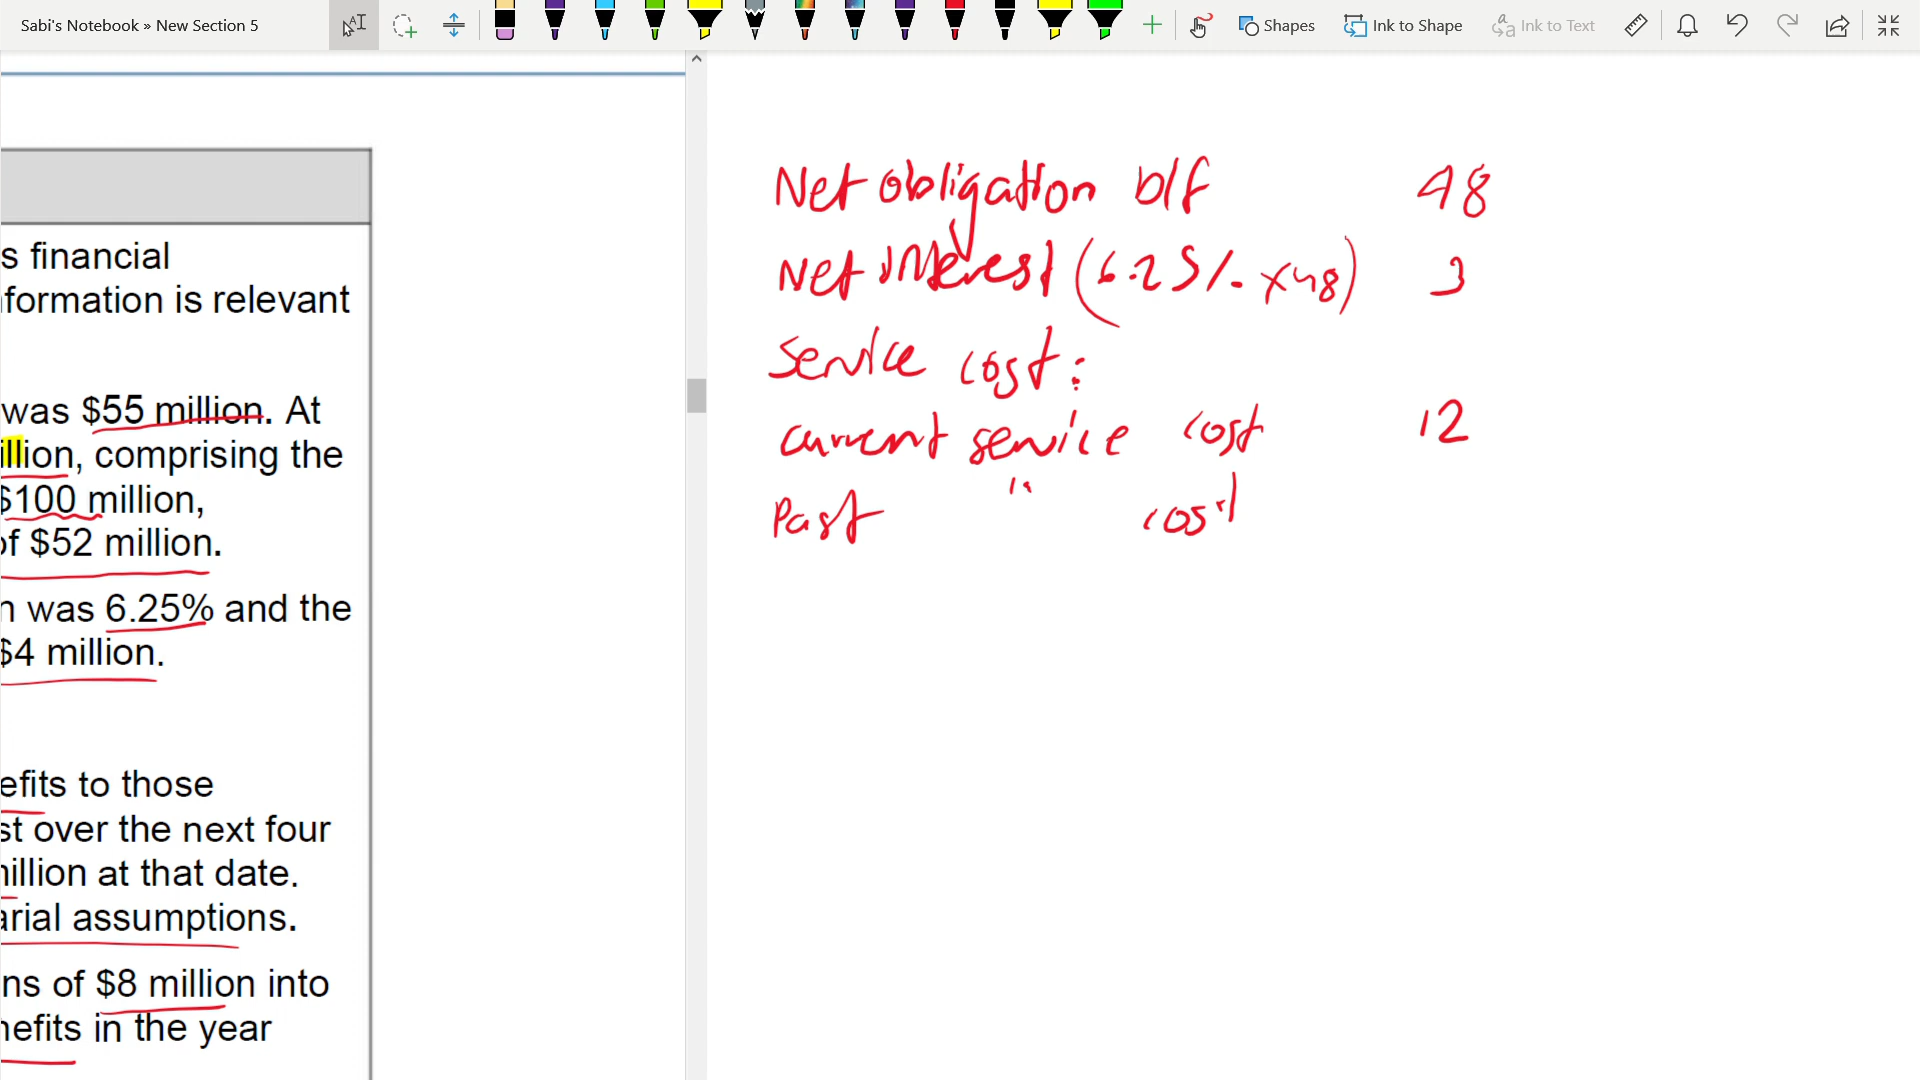 Sabi's Notebook » New Section 5
Shapes
Ink to Shape
Ink to Text
s financial
formation is relevant
was $55 million. At
illion, comprising the
$100 million,
of $52 million.
n was 6.25% and the
$4 million.
efits to those
st over the next four
illion at that date.
arial assumptions.
ns of $8 million into
nefits in the year
Net obligation b/f 48
Net interest (6.25% x48) 3
Service cost:
current service cost 12
Past " cost